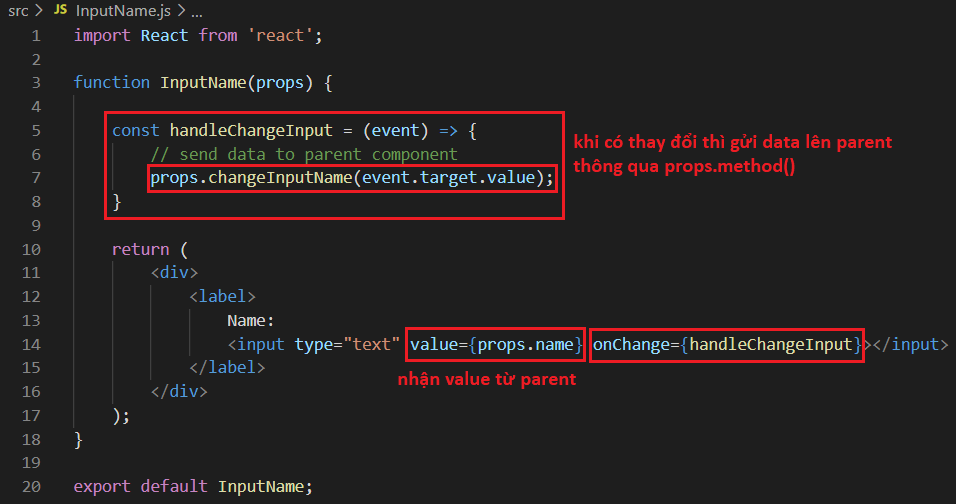 src > JS InputName.js > ...
1 import React from 'react';
2
3 function InputName(props) {
4
5 const handleChangeInput = (event) => {
6 // send data to parent component
7 props.changeInputName(event.target.value);
8 }
khi có thay đổi thì gửi data lên parent
thông qua props.method()
9
10 return (
11 <div>
12 <label>
13 Name:
14 <input type="text" value={props.name} onChange={handleChangeInput}></input>
15 </label>
nhận value từ parent
16 </div>
17 );
18 }
19
20 export default InputName;